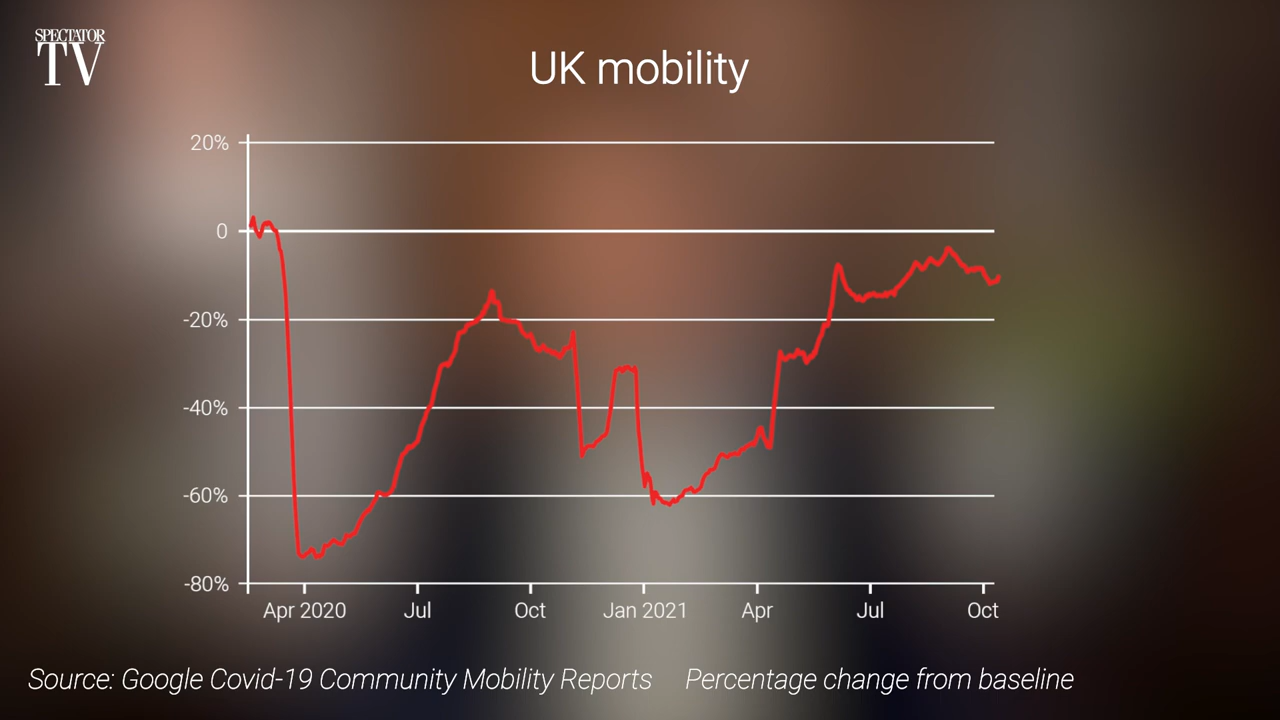 SPECTATOR
TV
UK mobility
20%
0
-20%
-40%
-60%
-80%
Apr 2020 Jul Oct Jan 2021 Apr Jul Oct
Source: Google Covid-19 Community Mobility Reports Percentage change from baseline